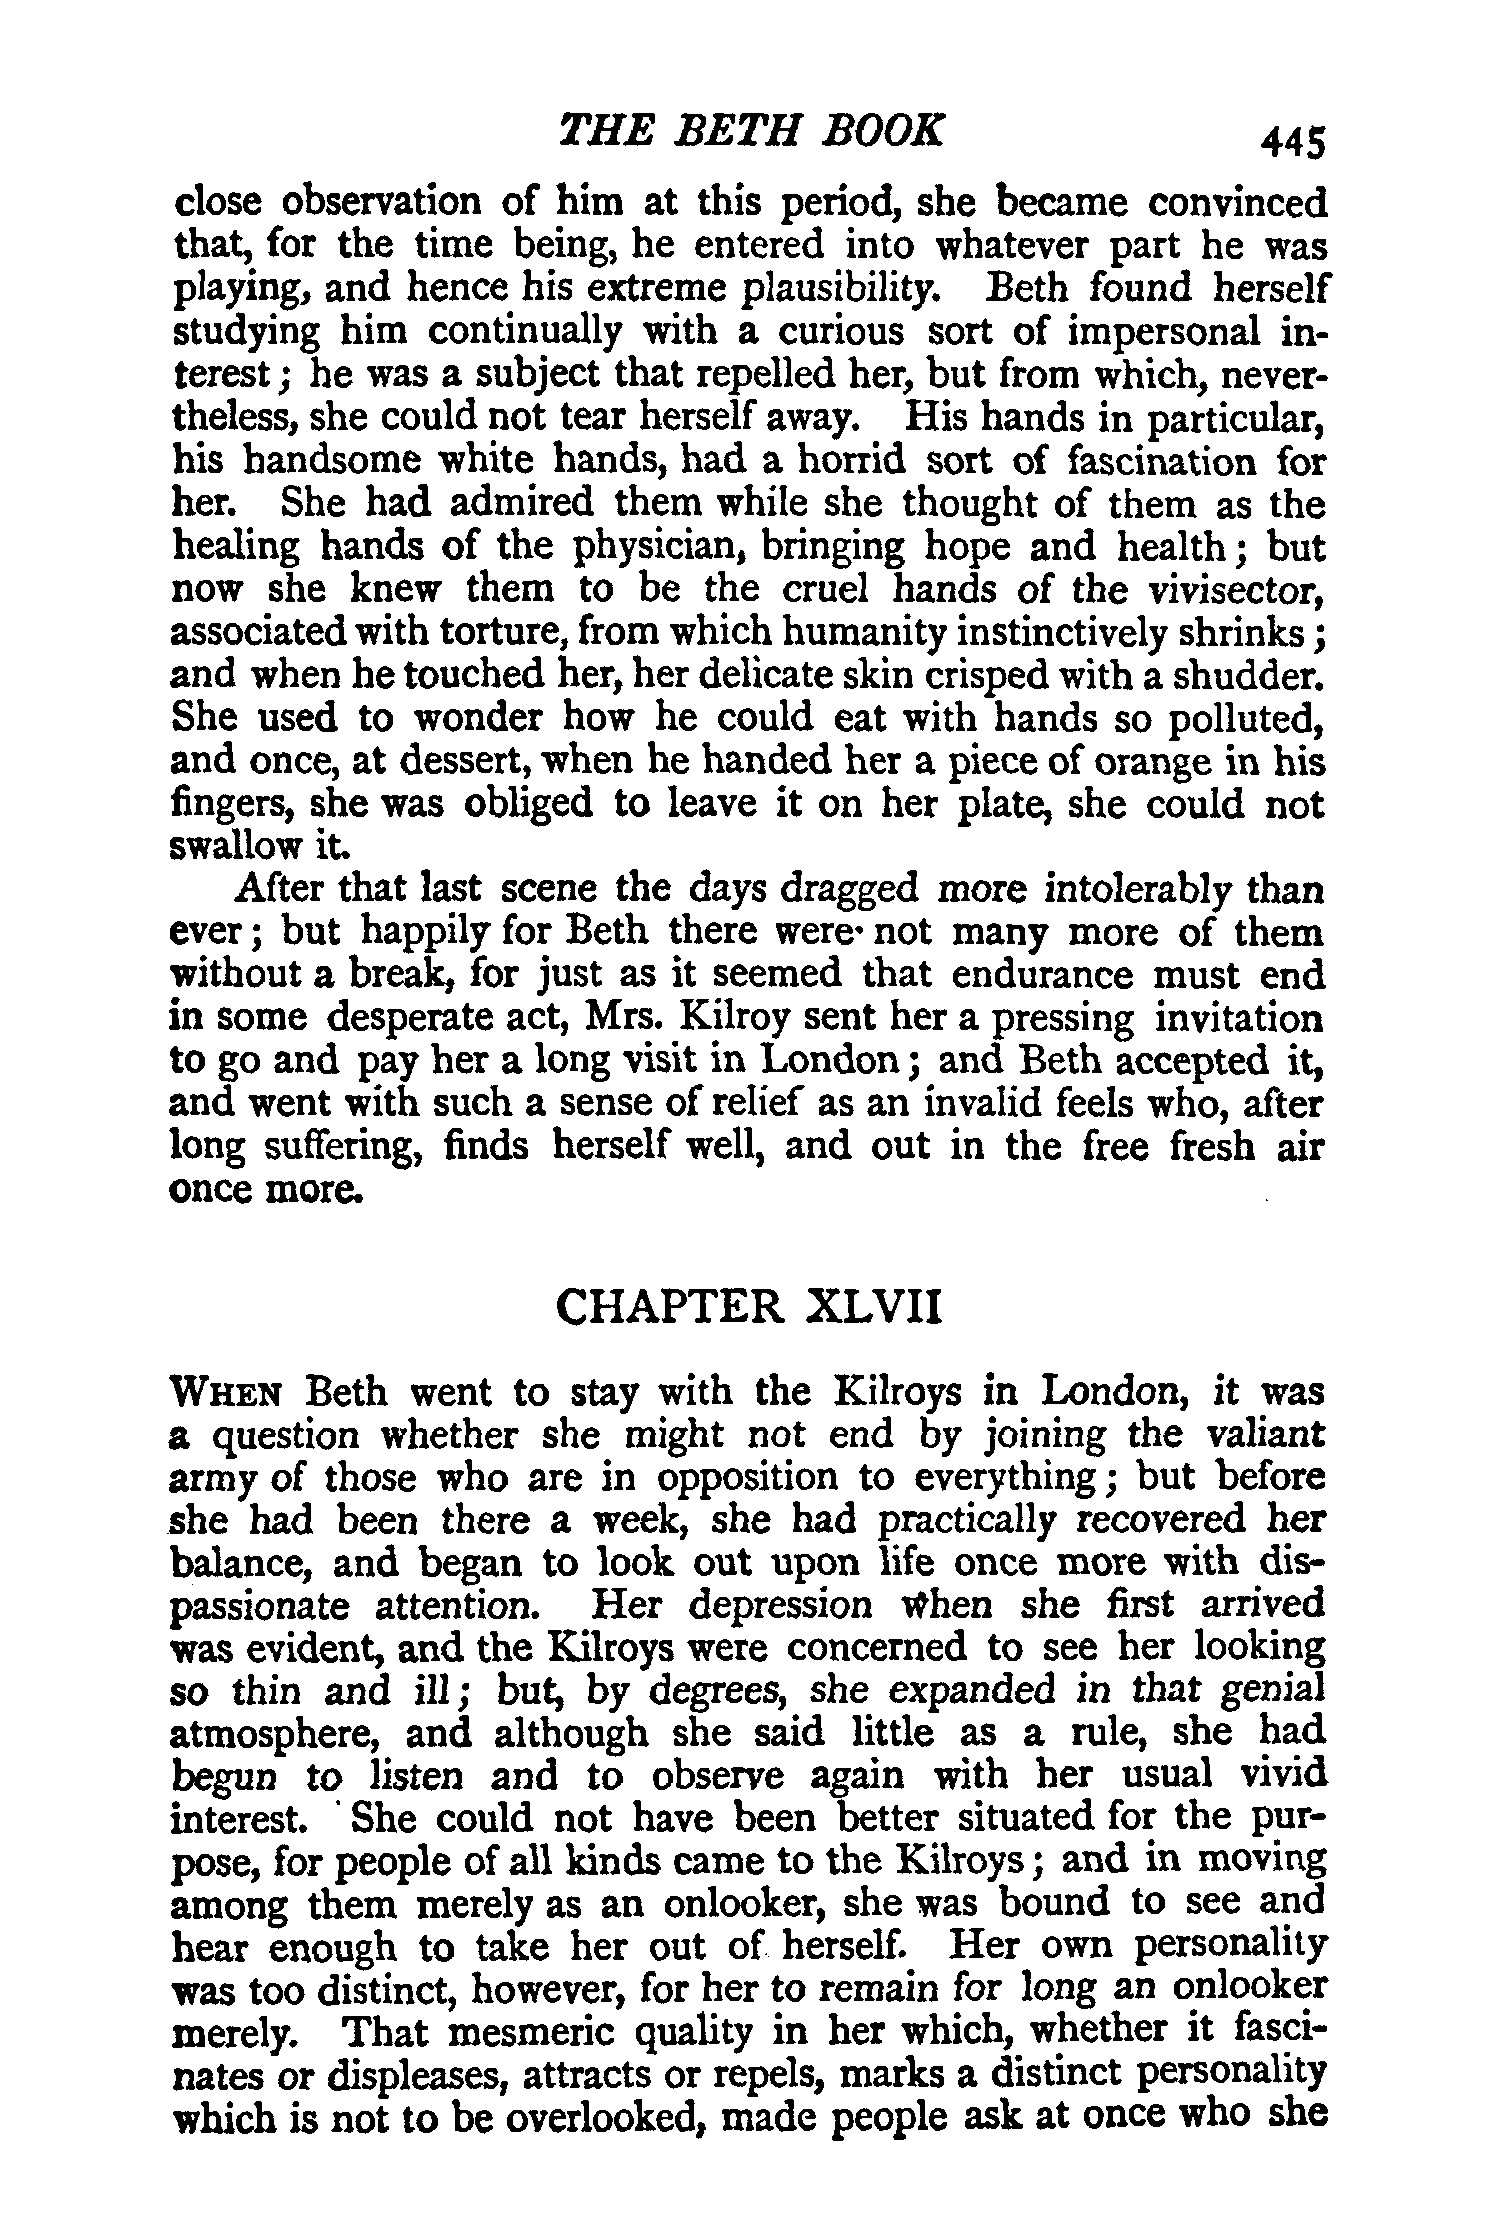 THE BETH BOOK 445
close observation of him at this period, she became convinced
that, for the time being, he entered into whatever part he was
playing, and hence his extreme plausibility. Beth found herself
studying him continually with a curious sort of impersonal in-
terest; he was a subject that repelled her, but from which, never-
theless, she could not tear herself away. His hands in particular,
his handsome white hands, had a horrid sort of fascination for
her. She had admired them while she thought of them as the
healing hands of the physician, bringing hope and health; but
now she knew them to be the cruel hands of the vivisector,
associated with torture, from which humanity instinctively shrinks;
and when he touched her, her delicate skin crisped with a shudder.
She used to wonder how he could eat with hands so polluted,
and once, at dessert, when he handed her a piece of orange in his
fingers, she was obliged to leave it on her plate, she could not
swallow it.
After that last scene the days dragged more intolerably than
ever; but happily for Beth there were not many more of them
without a break, for just as it seemed that endurance must end
in some desperate act, Mrs. Kilroy sent her a pressing invitation
to go and pay her a long visit in London; and Beth accepted it,
and went with such a sense of relief as an invalid feels who, after
long suffering, finds herself well, and out in the free fresh air
once more.
CHAPTER XLVII
WHEN Beth went to stay with the Kilroys in London, it was
a question whether she might not end by joining the valiant
army of those who are in opposition to everything; but before
she had been there a week, she had practically recovered her
balance, and began to look out upon life once more with dis-
passionate attention. Her depression when she first arrived
was evident, and the Kilroys were concerned to see her looking
so thin and ill; but, by degrees, she expanded in that genial
atmosphere, and although she said little as a rule, she had
begun to listen and to observe again with her usual vivid
interest. She could not have been better situated for the pur-
pose, for people of all kinds came to the Kilroys; and in moving
among them merely as an onlooker, she was bound to see and
hear enough to take her out of herself. Her own personality
was too distinct, however, for her to remain for long an onlooker
merely. That mesmeric quality in her which, whether it fasci-
nates or displeases, attracts or repels, marks a distinct personality
which is not to be overlooked, made people ask at once who she